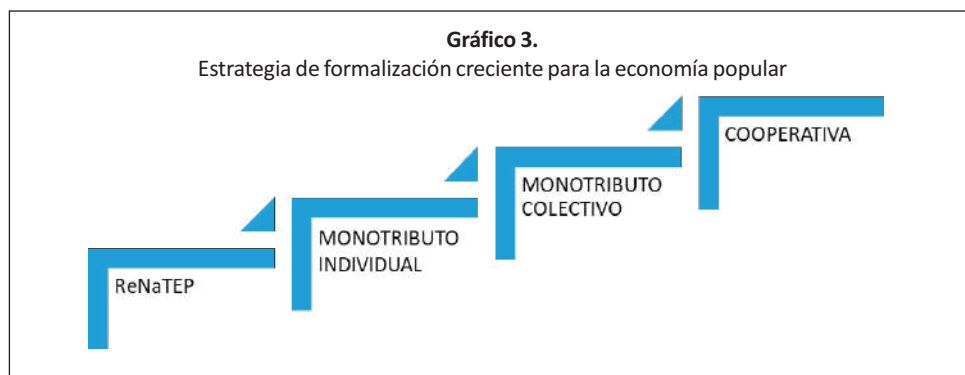 Gráfico 3.
Estrategia de formalización creciente para la economía popular
COOPERATIVA
MONOTRIBUTO
COLECTIVO
MONOTRIBUTO
INDIVIDUAL
ReNaTEP